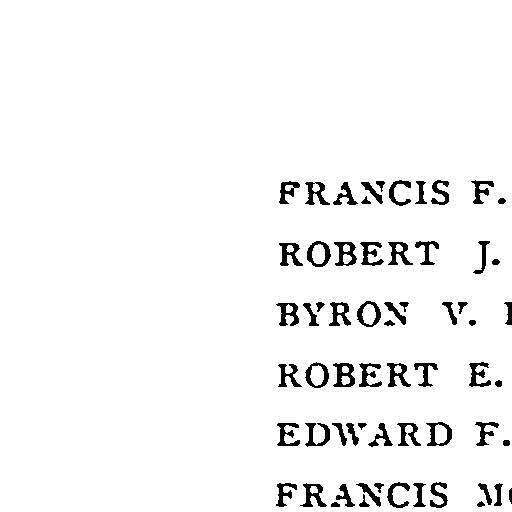 FRANCIS F.
ROBERT J.
BYRON V.
ROBERT E.
EDWARD F.
FRANCIS